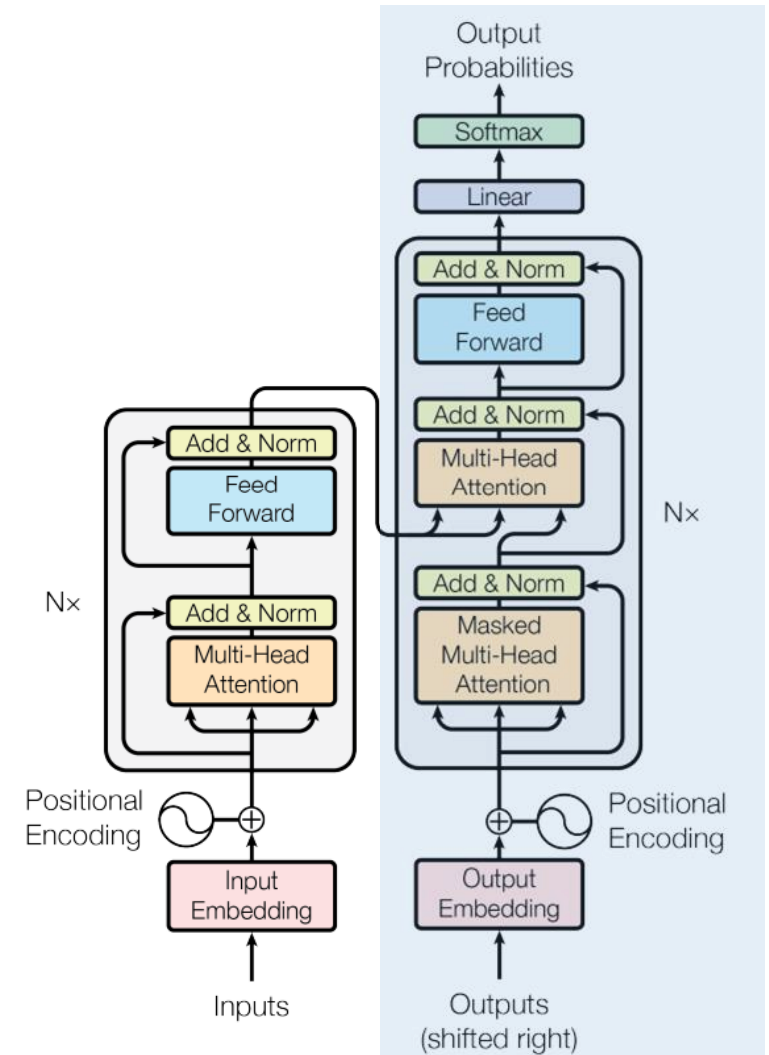 Output
Probabilities
Softmax
Linear
Add & Norm
Feed
Forward
Add & Norm
Multi-Head
Attention
N×
Add & Norm
Masked
Multi-Head
Attention
Positional
Encoding
Output
Embedding
Outputs
(shifted right)
Add & Norm
Feed
Forward
Nx
Add & Norm
Multi-Head
Attention
Positional
Encoding
Input
Embedding
Inputs